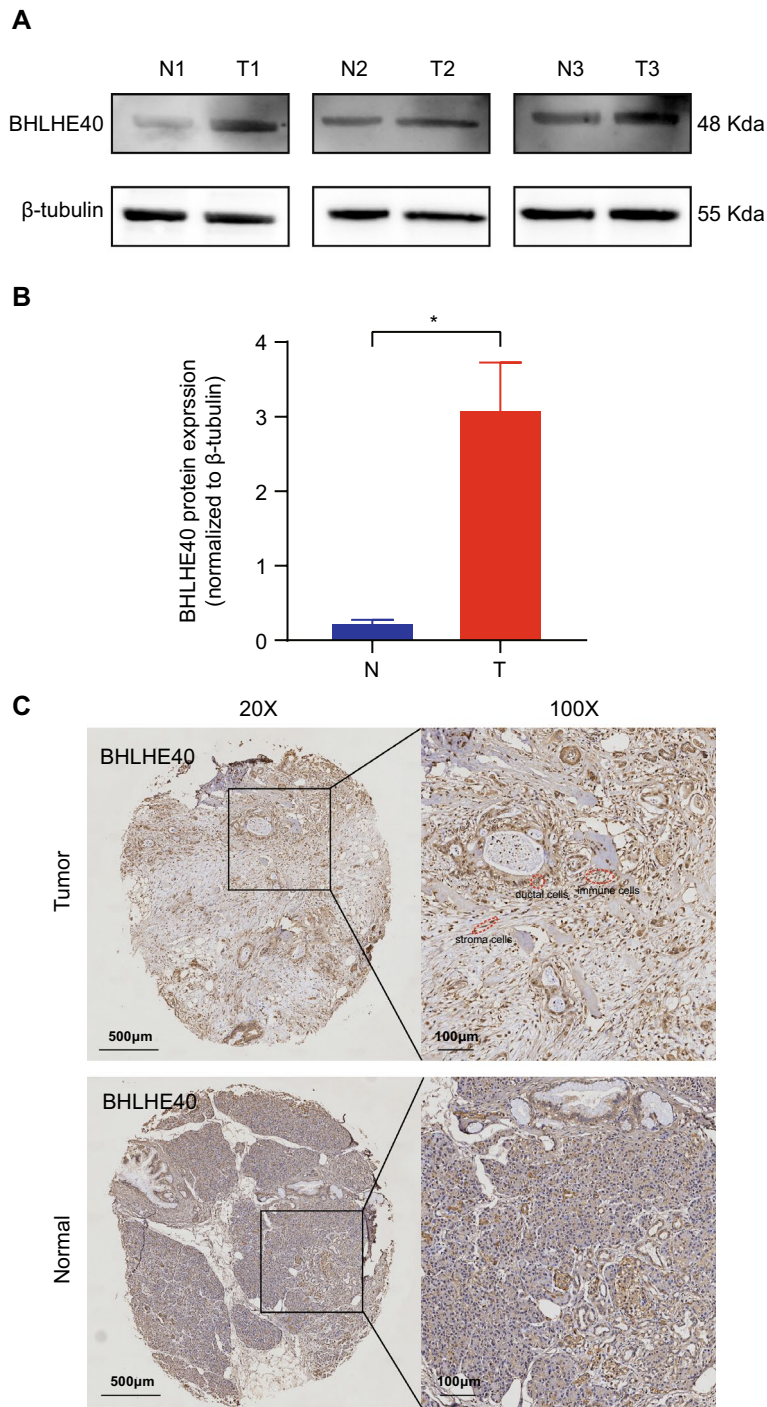 A
N1 T1 N2 T2 N3 T3
BHLHE40 48 Kda
β-tubulin 55 Kda
B
*
BHLHE40 protein exprssion
(normalized to β-tubulin)
4
3
2
1
0
N T
C
20X 100X
Tumor
BHLHE40
ductal cells immune cells
stroma cells
500μm 100μm
Normal
BHLHE40
500μm 100μm